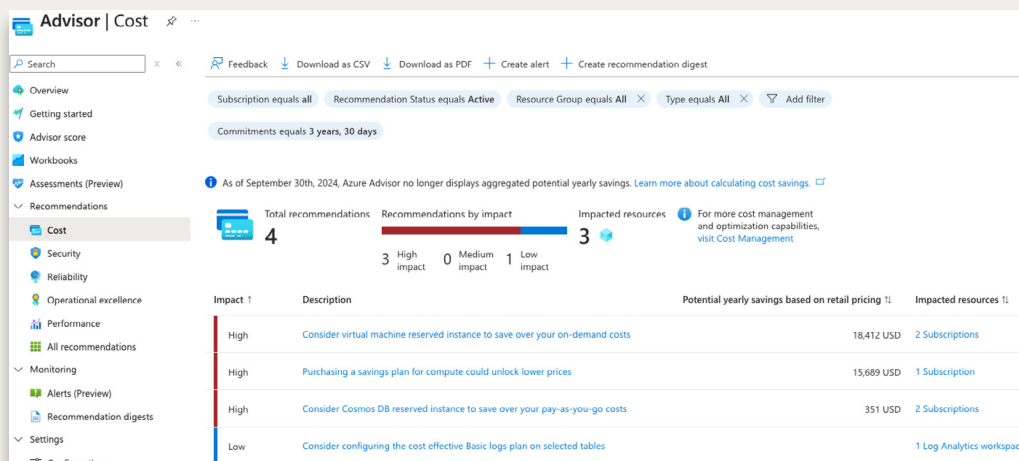 Advisor | Cost
Search
Overview
Getting started
Advisor score
Workbooks
Assessments (Preview)
Recommendations
Cost
Security
Reliability
Operational excellence
Performance
All recommendations
Monitoring
Alerts (Preview)
Recommendation digests
Settings
Feedback Download as CSV Download as PDF Create alert Create recommendation digest
Subscription equals all Recommendation Status equals Active Resource Group equals All Type equals All Add filter
Commitments equals 3 years, 30 days
As of September 30th, 2024, Azure Advisor no longer displays aggregated potential yearly savings. Learn more about calculating cost savings.
Total recommendations
4
Recommendations by impact
3 High impact 0 Medium impact 1 Low impact
Impacted resources
3
For more cost management
and optimization capabilities,
visit Cost Management
Impact ↑ Description Potential yearly savings based on retail pricing ↑↓ Impacted resources ↑↓
High Consider virtual machine reserved instance to save over your on-demand costs 18,412 USD 2 Subscriptions
High Purchasing a savings plan for compute could unlock lower prices 15,689 USD 1 Subscription
High Consider Cosmos DB reserved instance to save over your pay-as-you-go costs 351 USD 2 Subscriptions
Low Consider configuring the cost effective Basic logs plan on selected tables 1 Log Analytics workspac